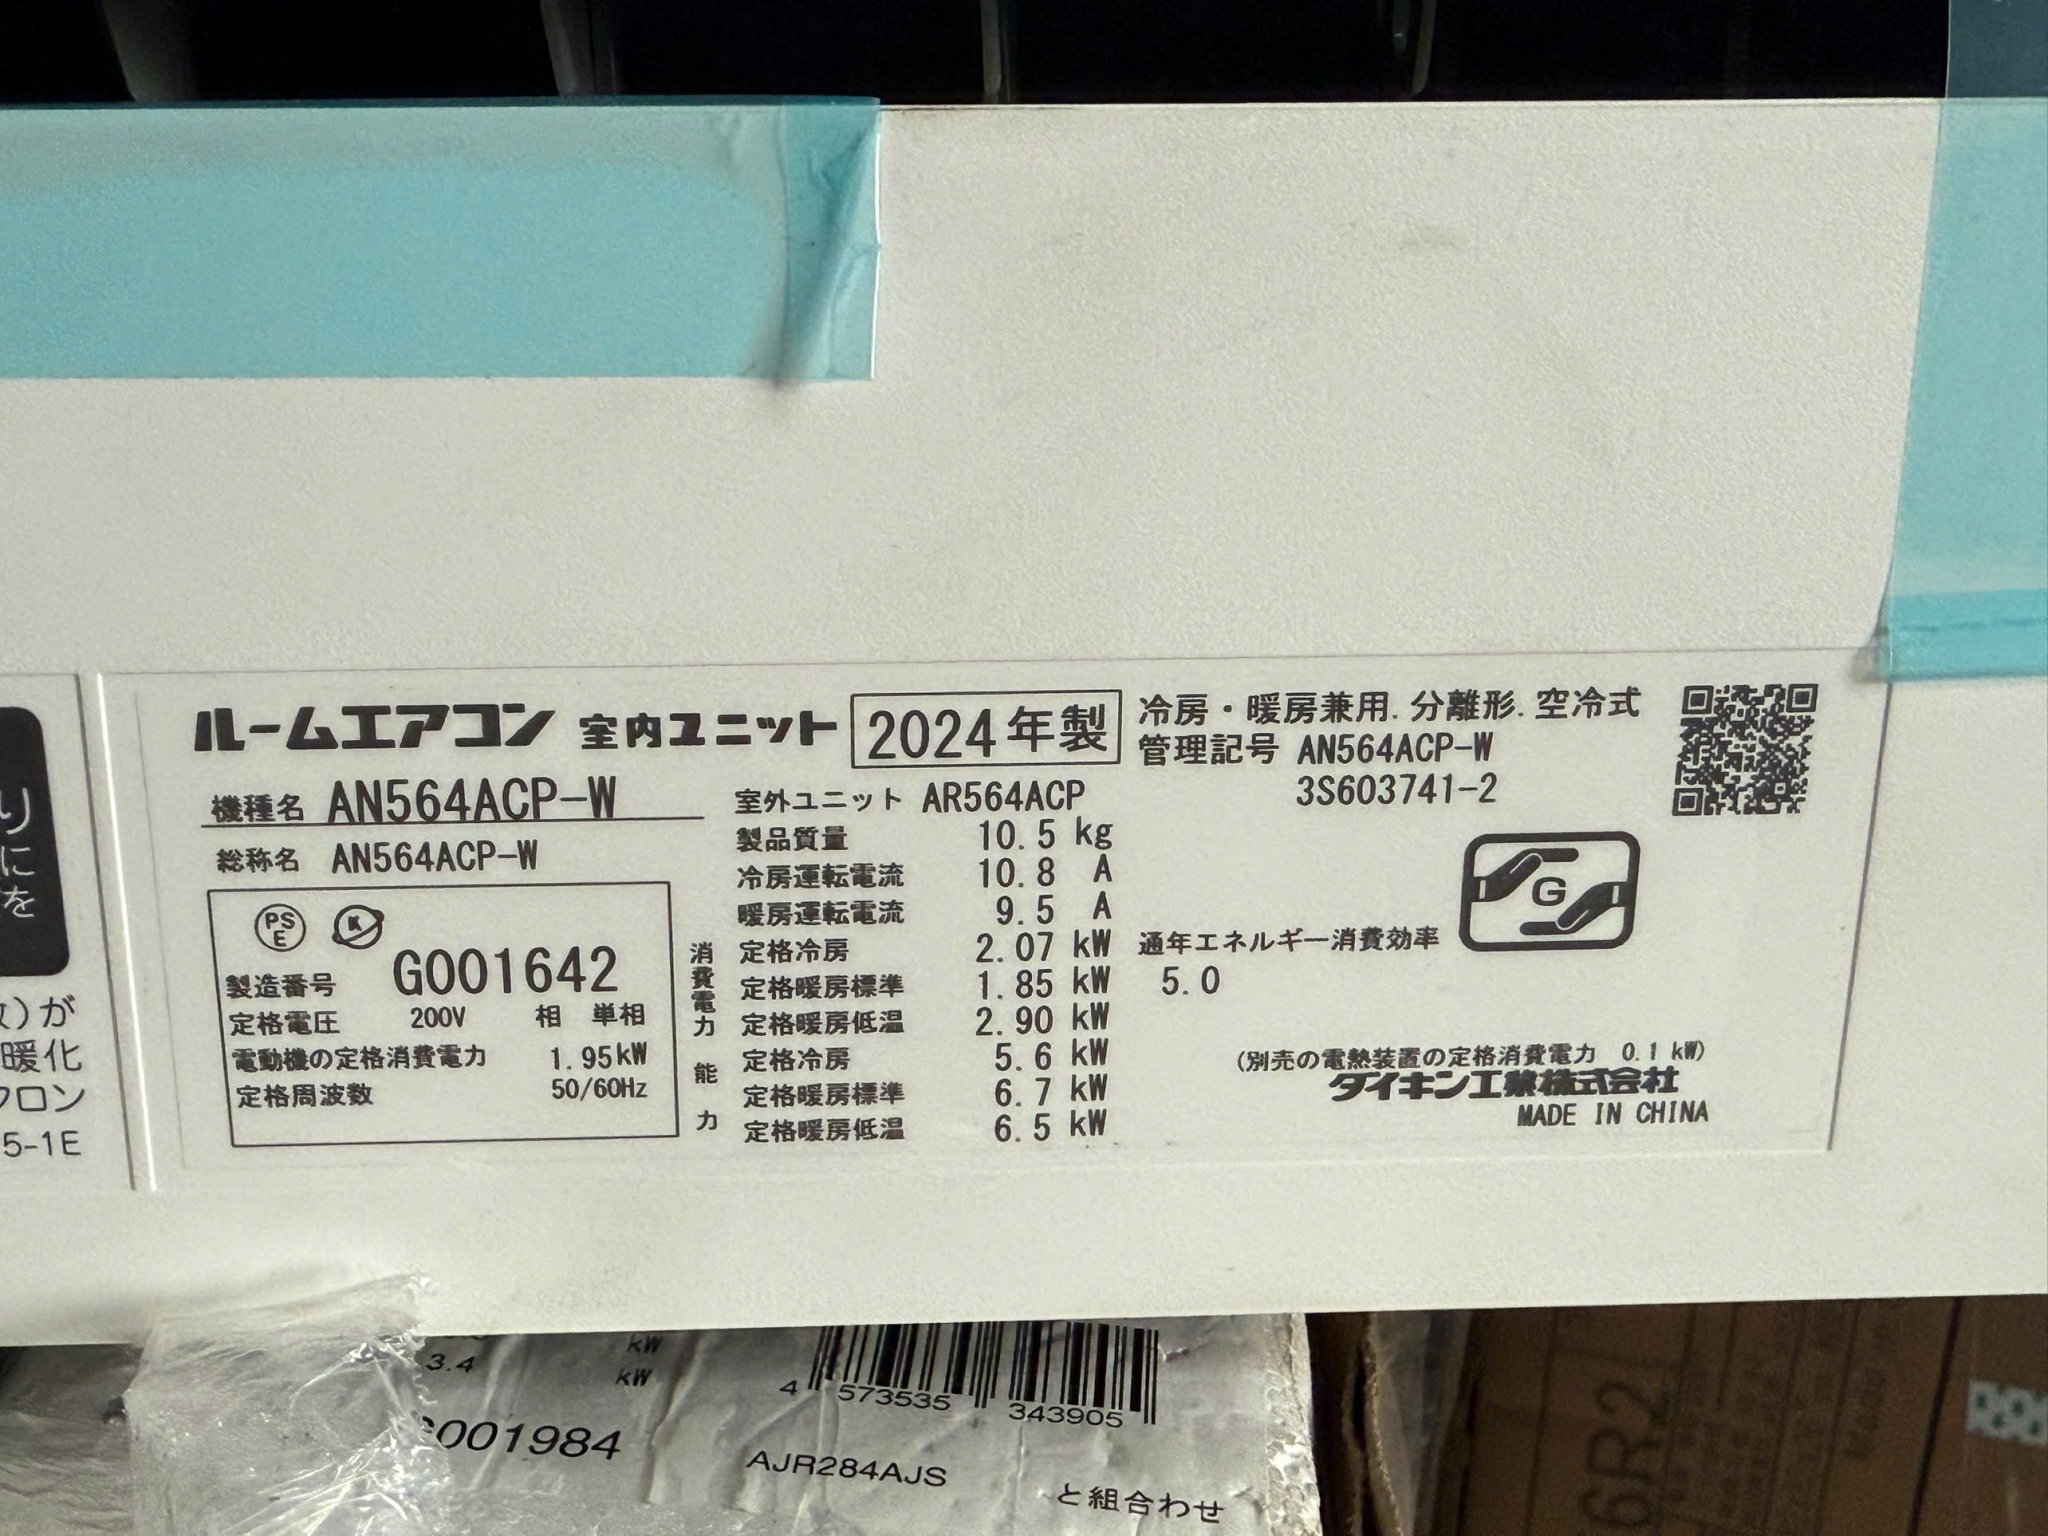 ルームエアコン 室内ユニット 2024年製
機種名 AN564ACP-W
総称名 AN564ACP-W
PS
E
K
製造番号 G001642
定格電圧 200V 相 単相
電動機の定格消費電力 1.95kW
定格周波数 50/60Hz
室外ユニット AR564ACP
製品質量 10.5 kg
冷房運転電流 10.8 A
暖房運転電流 9.5 A
消費電力
定格冷房 2.07 kW
定格暖房標準 1.85 kW
定格暖房低温 2.90 kW
能力
定格冷房 5.6 kW
定格暖房標準 6.7 kW
定格暖房低温 6.5 kW
冷房・暖房兼用.分離形.空冷式
管理記号 AN564ACP-W
3S603741-2
G
通年エネルギー消費効率
5.0
(別売の電熱装置の定格消費電力 0.1 kW)
ダイキン工業株式会社
MADE IN CHINA
り
に
を
)が
暖化
フロン
5-1E
kW
3.4 kW
001984
4 573535 343905
AJR284AJS
と組合わせ
6R2